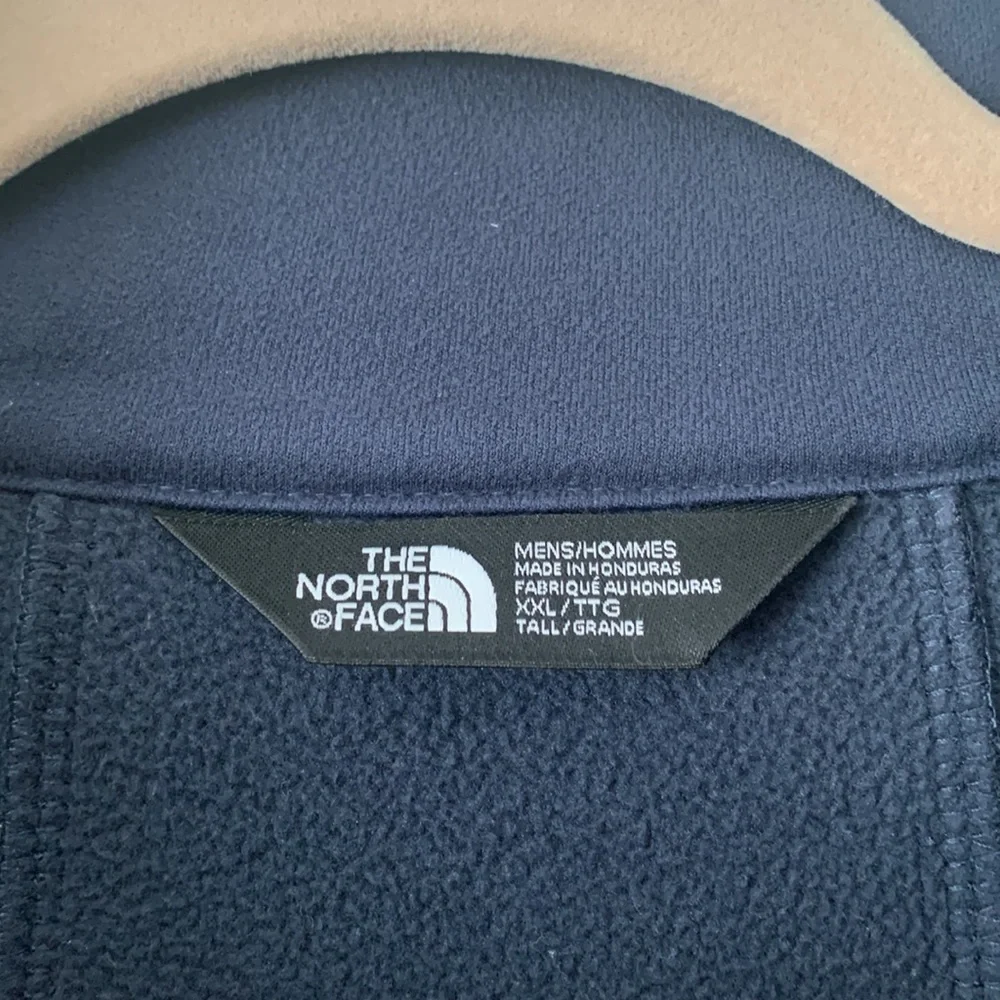 THE
NORTH
®FACE
MENS/HOMMES
MADE IN HONDURAS
FABRIQUÉ AU HONDURAS
XXL/TTG
TALL/GRANDE